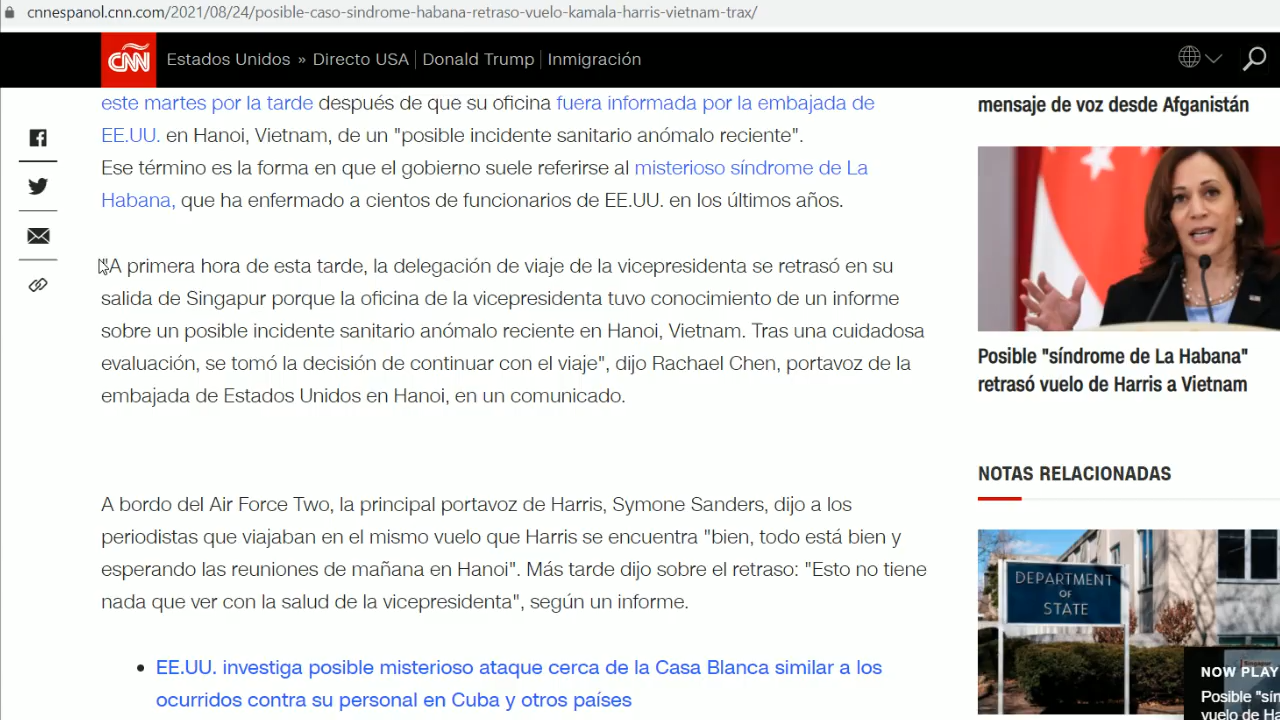 cnnespanol.cnn.com/2021/08/24/posible-caso-sindrome-habana-retraso-vuelo-kamala-harris-vietnam-trax/
CNN Estados Unidos » Directo USA | Donald Trump | Inmigración
este martes por la tarde después de que su oficina fuera informada por la embajada de
EE.UU. en Hanoi, Vietnam, de un "posible incidente sanitario anómalo reciente".
Ese término es la forma en que el gobierno suele referirse al misterioso síndrome de La
Habana, que ha enfermado a cientos de funcionarios de EE.UU. en los últimos años.
"A primera hora de esta tarde, la delegación de viaje de la vicepresidenta se retrasó en su
salida de Singapur porque la oficina de la vicepresidenta tuvo conocimiento de un informe
sobre un posible incidente sanitario anómalo reciente en Hanoi, Vietnam. Tras una cuidadosa
evaluación, se tomó la decisión de continuar con el viaje", dijo Rachael Chen, portavoz de la
embajada de Estados Unidos en Hanoi, en un comunicado.
A bordo del Air Force Two, la principal portavoz de Harris, Symone Sanders, dijo a los
periodistas que viajaban en el mismo vuelo que Harris se encuentra "bien, todo está bien y
esperando las reuniones de mañana en Hanoi". Más tarde dijo sobre el retraso: "Esto no tiene
nada que ver con la salud de la vicepresidenta", según un informe.
• EE.UU. investiga posible misterioso ataque cerca de la Casa Blanca similar a los
ocurridos contra su personal en Cuba y otros países
mensaje de voz desde Afganistán
Posible "síndrome de La Habana"
retrasó vuelo de Harris a Vietnam
NOTAS RELACIONADAS
DEPARTMENT
OF
STATE
NOW PLAY
Posible "sín
vuelo de Ha